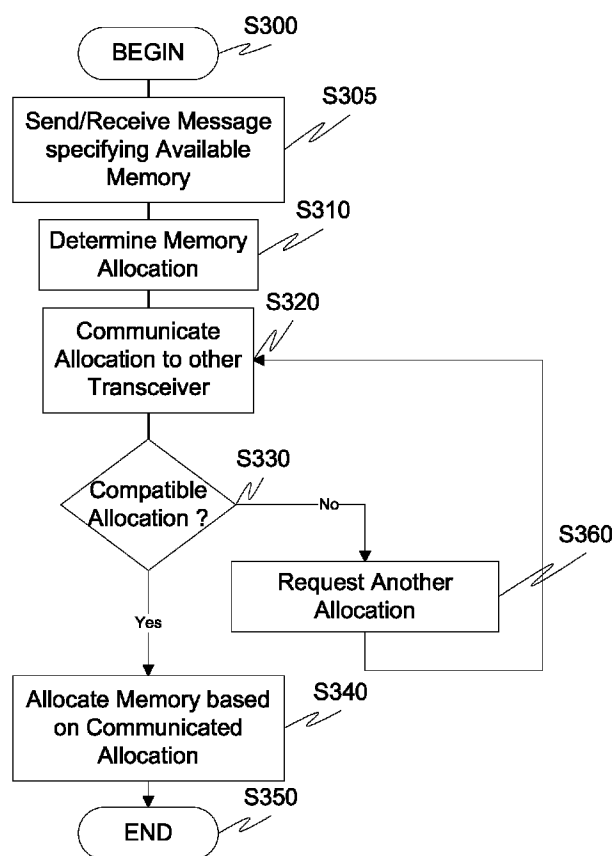 BEGIN
S300
Send/Receive Message
specifying Available
Memory
S305
Determine Memory
Allocation
S310
Communicate
Allocation to other
Transceiver
S320
Compatible
Allocation ?
S330
No
Request Another
Allocation
S360
Yes
Allocate Memory based
on Communicated
Allocation
S340
END
S350